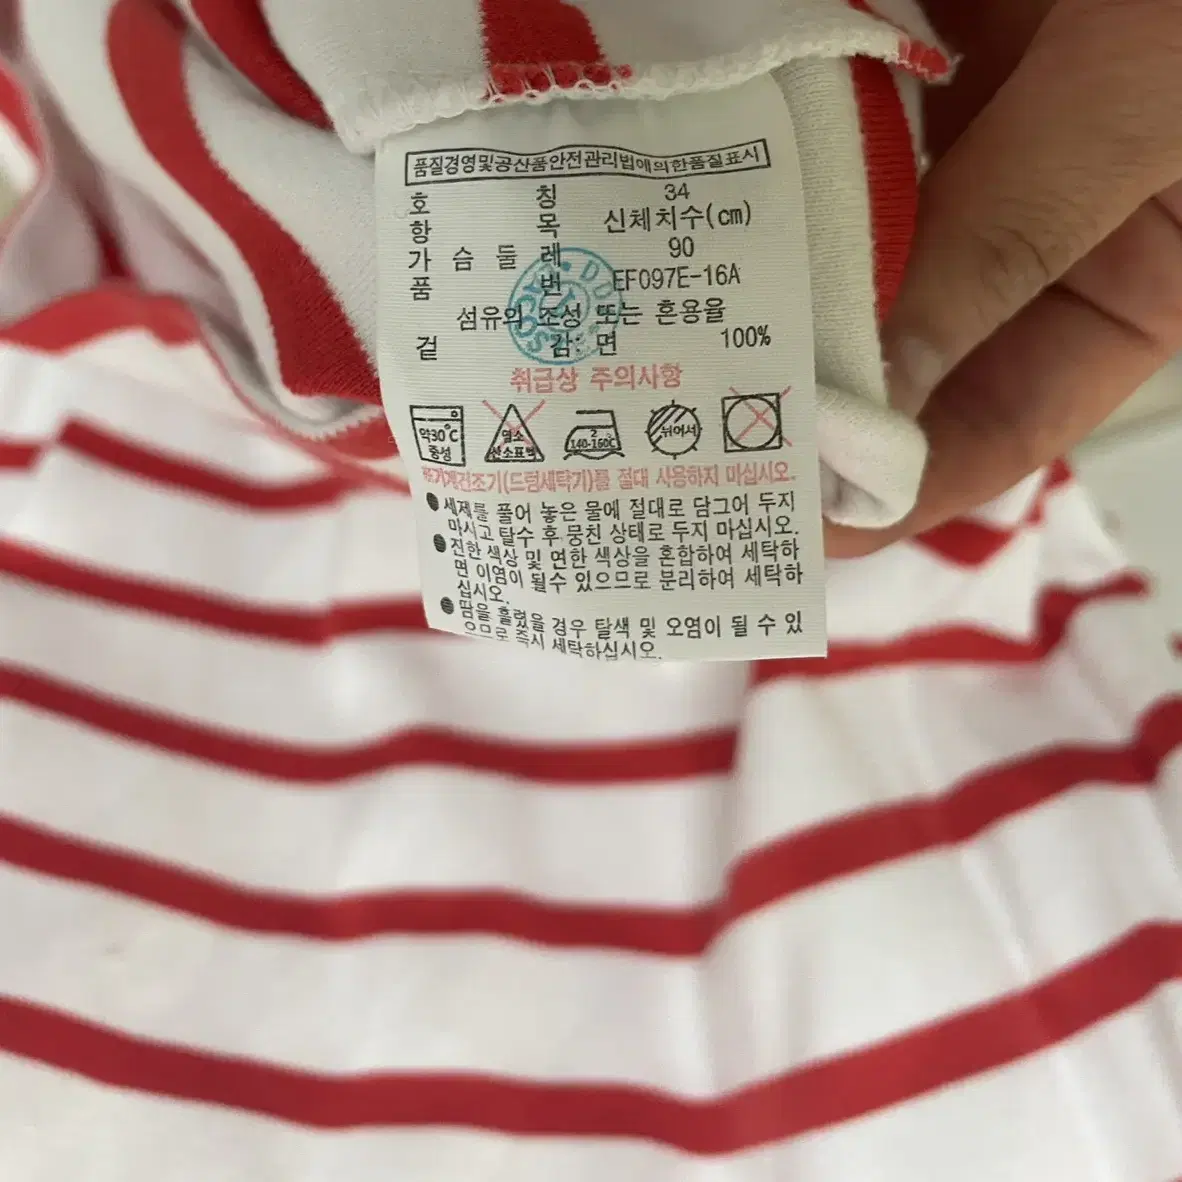 품질경영및공산품안전관리법에의한품질표시
호 칭 34
항 목 신체치수(cm)
가 슴 둘 레 90
품 번 EF097E-16A
섬유의 조성 또는 혼용율
겉 감: 면 100%
취급상 주의사항
약30℃ 중성
염소 산소표백
2 140-160℃
뉘어서
기계건조기(드럼세탁기)를 절대 사용하지 마십시오.
● 세제를 풀어 놓은 물에 절대로 담그어 두지
마시고 탈수 후 뭉친 상태로 두지 마십시오.
● 진한 색상 및 연한 색상을 혼합하여 세탁하
면 이염이 될수 있으므로 분리하여 세탁하
십시오.
● 땀을 흘렸을 경우 탈색 및 오염이 될 수 있
으므로 즉시 세탁하십시오.